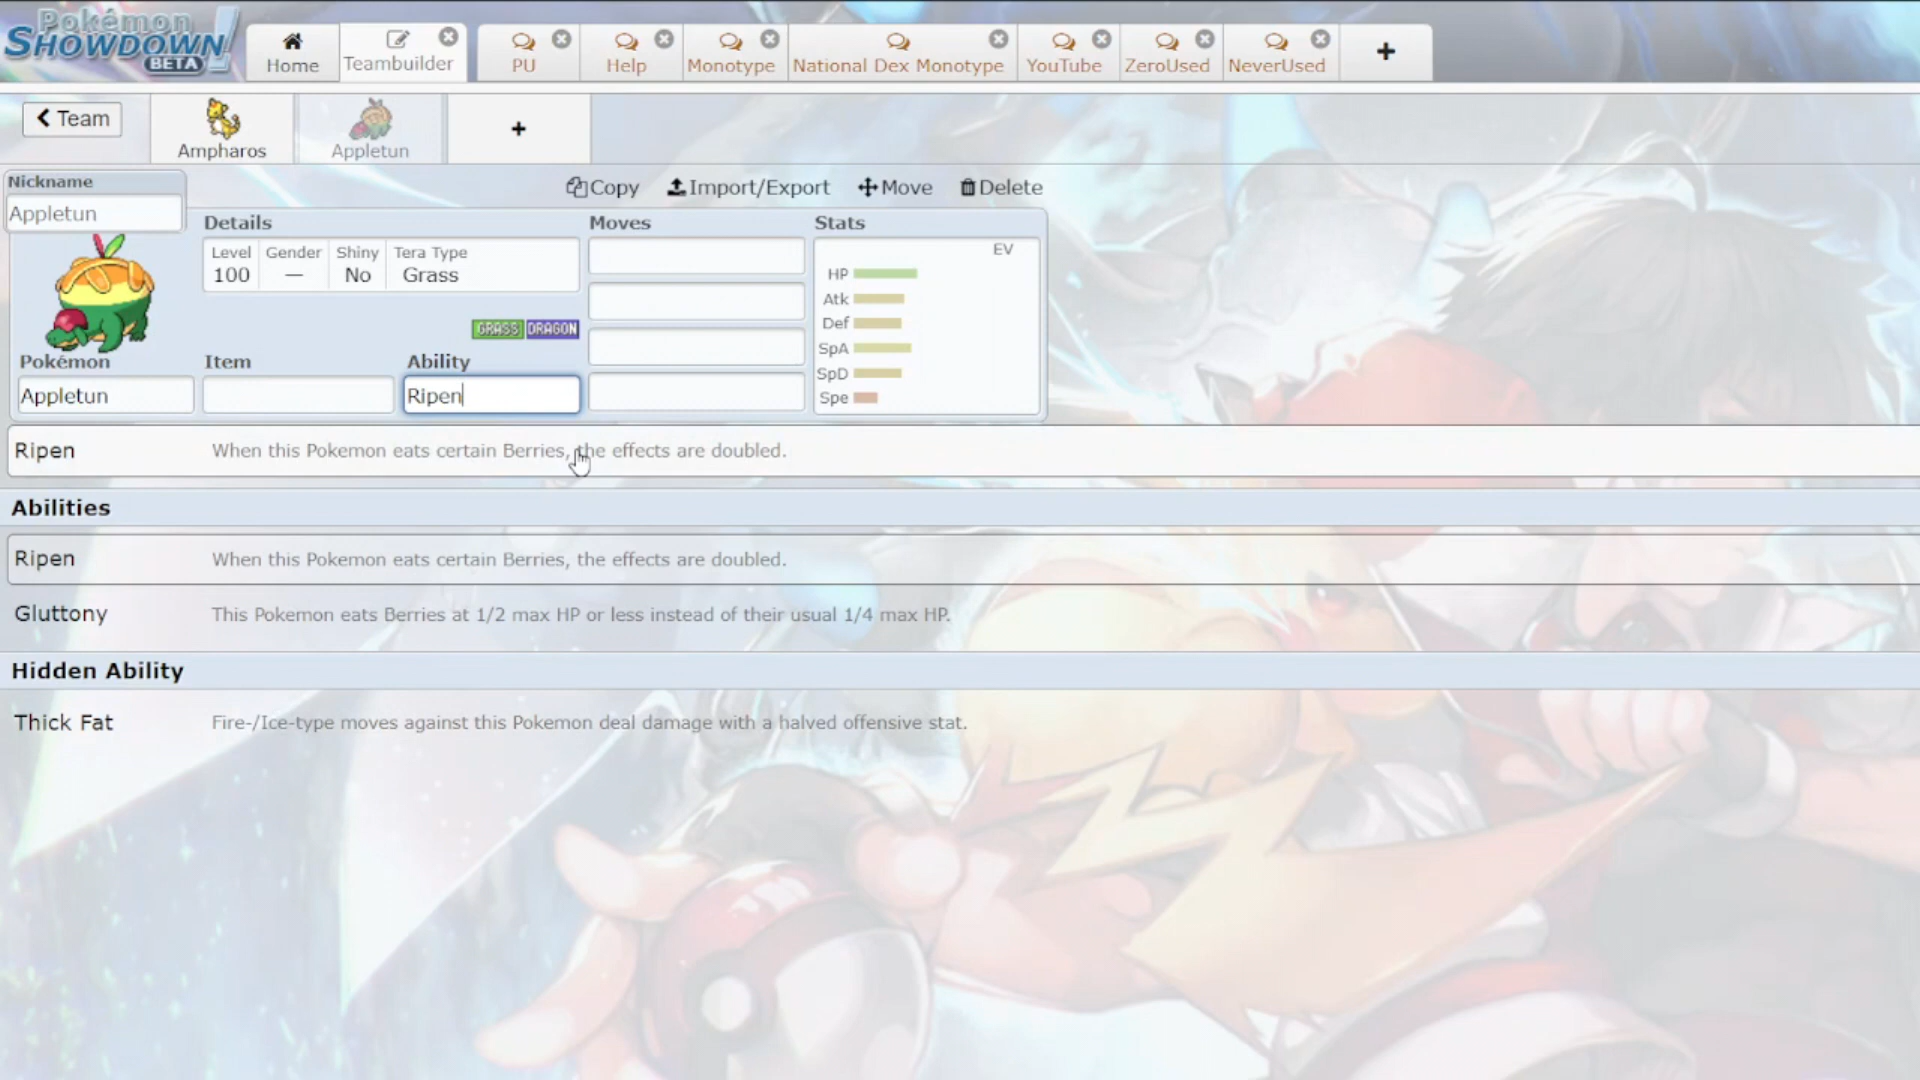 Pokémon
SHOWDOWN!
BETA
Home
Teambuilder
PU
Help
Monotype
National Dex Monotype
YouTube
ZeroUsed
NeverUsed
+
Team
Ampharos
Appletun
+
Nickname
Appletun
Copy
Import/Export
Move
Delete
Details
Moves
Stats
Level
Gender
Shiny
Tera Type
100
—
No
Grass
EV
HP
Atk
Def
SpA
SpD
Spe
GRASS
DRAGON
Pokémon
Item
Ability
Appletun
Ripen
Ripen When this Pokemon eats certain Berries, the effects are doubled.
Abilities
Ripen When this Pokemon eats certain Berries, the effects are doubled.
Gluttony This Pokemon eats Berries at 1/2 max HP or less instead of their usual 1/4 max HP.
Hidden Ability
Thick Fat Fire-/Ice-type moves against this Pokemon deal damage with a halved offensive stat.